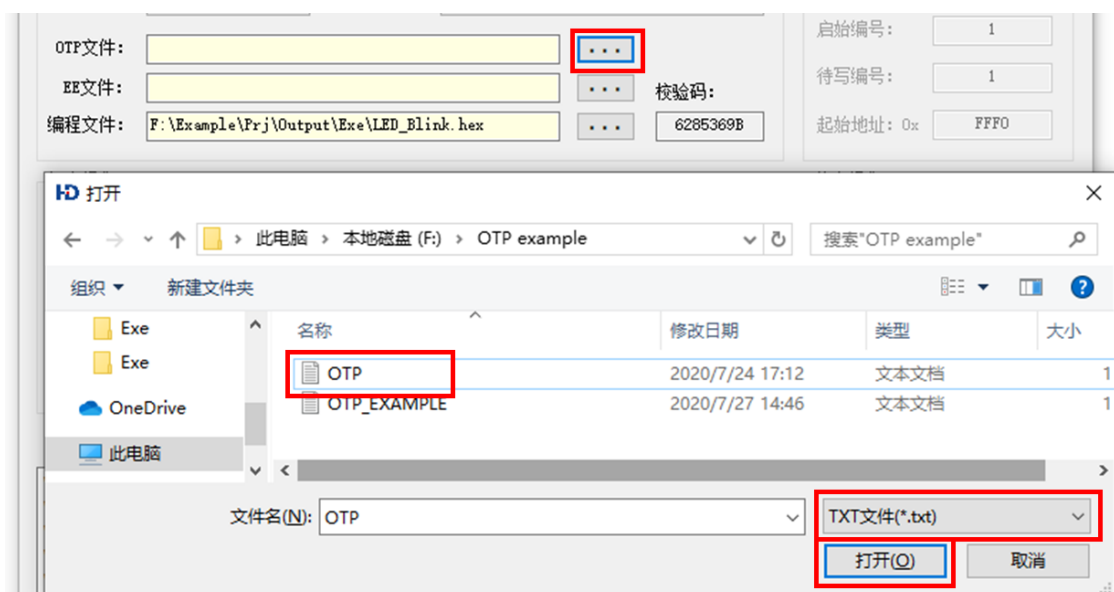 OTP文件:
...
启始编号: 1
EE文件:
...
校验码:
待写编号: 1
编程文件: F:\Example\Prj\Output\Exe\LED_Blink.hex
...
6285369B
起始地址: 0x FFF0
HD 打开
此电脑 › 本地磁盘 (F:) › OTP example
搜索"OTP example"
组织
新建文件夹
Exe
名称 修改日期 类型 大小
Exe
OTP 2020/7/24 17:12 文本文档 1
OneDrive
OTP_EXAMPLE 2020/7/27 14:46 文本文档 1
此电脑
文件名(N): OTP
TXT文件(*.txt)
打开(O)
取消